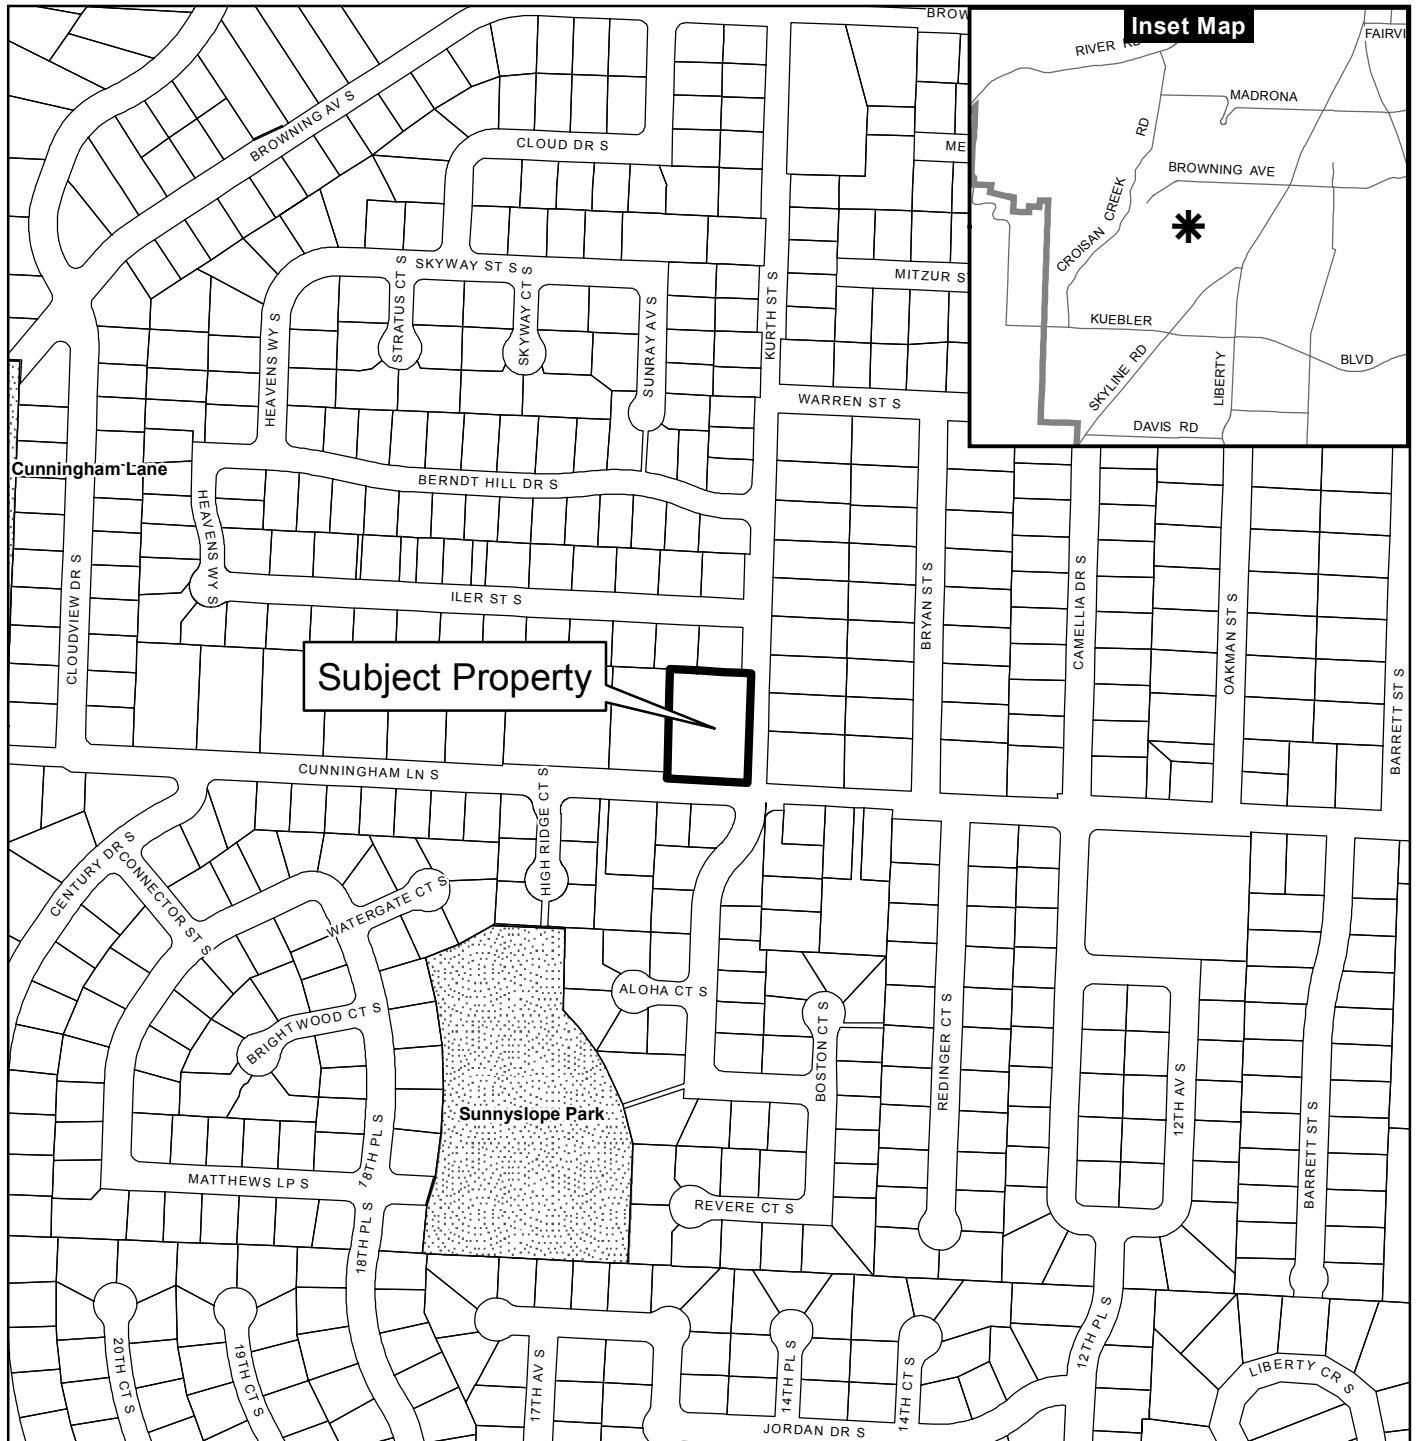 BROW
Inset Map
RIVER RD
FAIRVI
MADRONA
RD
BROWNING AVE
CROISAN CREEK
KUEBLER
BLVD
SKYLINE RD
LIBERTY
DAVIS RD
BROWNING AV S
CLOUD DR S
ME
SKYWAY ST S
MITZUR S
STRATUS CT S
SKYWAY CT S
SUNRAY AV S
KURTH ST S
HEAVENS WY S
WARREN ST S
Cunningham Lane
BERNDT HILL DR S
HEAVENS WY S
CLOUDVIEW DR S
ILER ST S
BRYAN ST S
CAMELLIA DR S
OAKMAN ST S
BARRETT ST S
Subject Property
CUNNINGHAM LN S
HIGH RIDGE CT S
CENTURY DR S
CONNECTOR ST S
WATERGATE CT S
ALOHA CT S
BRIGHTWOOD CT S
BOSTON CT S
REDINGER CT S
12TH AV S
BARRETT ST S
Sunnyslope Park
18TH PL S
MATTHEWS LP S
REVERE CT S
18TH PL S
20TH CT S
19TH CT S
17TH AV S
14TH PL S
14TH CT S
12TH PL S
LIBERTY CR S
JORDAN DR S